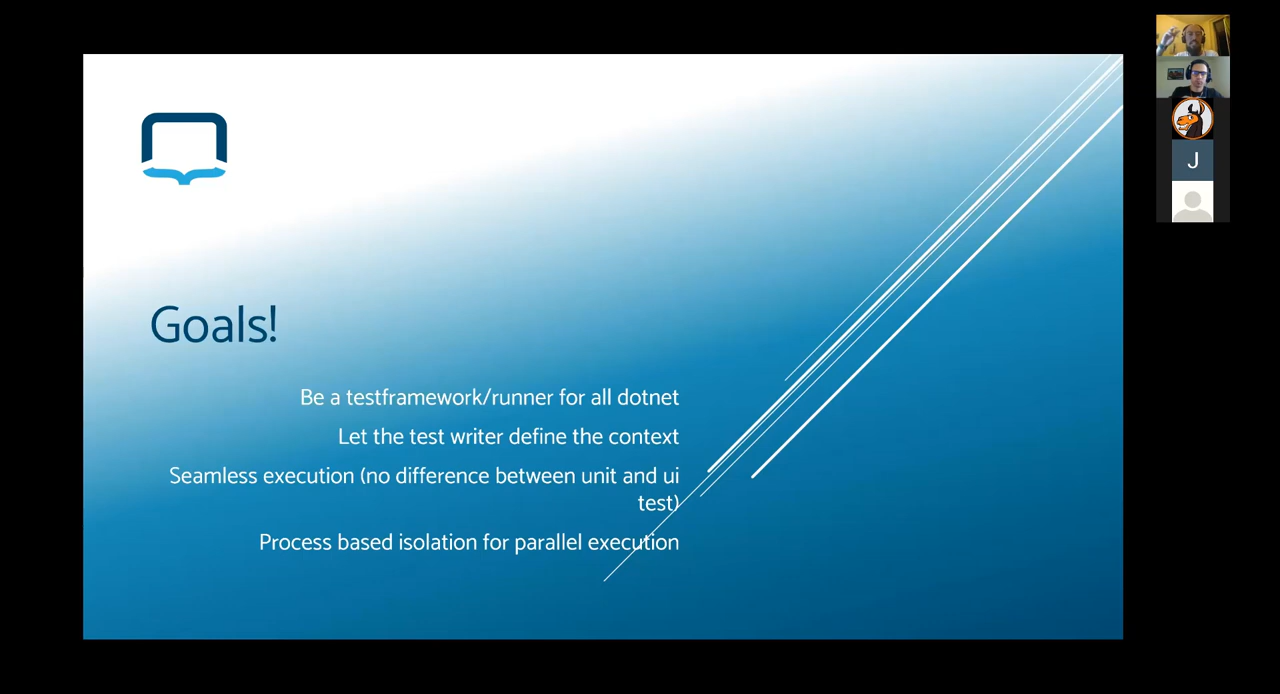 Goals!
Be a testframework/runner for all dotnet
Let the test writer define the context
Seamless execution (no difference between unit and ui
test)
Process based isolation for parallel execution
J